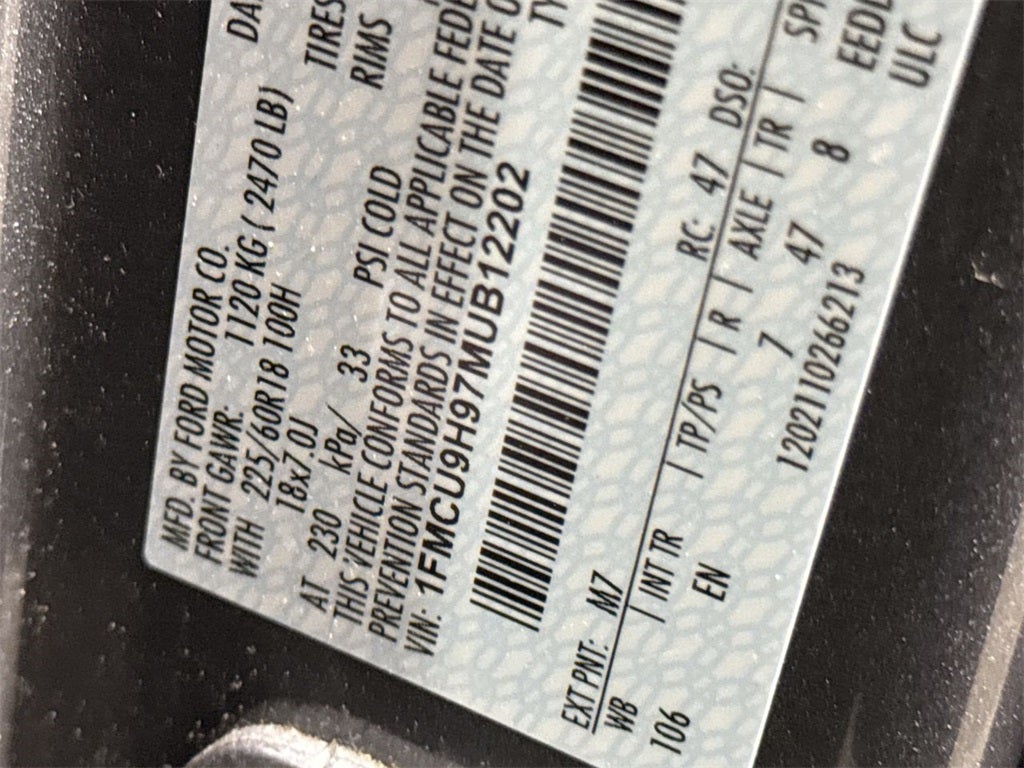 MFD. BY FORD MOTOR CO.
FRONT GAWR: 1120 KG ( 2470 LB)
WITH 225/60R18 100H TIRES
18x7.0J RIMS
AT 230 kPa/ 33 PSI COLD
THIS VEHICLE CONFORMS TO ALL APPLICABLE
PREVENTION STANDARDS IN EFFECT ON THE DATE
VIN: 1FMCU9H97MUB12202
EXT PNT: M7 RC: 47 DSO:
WB | INT TR | TP/PS | R | AXLE | TR |
106 EN 7 47 8
1202110266213 ULC